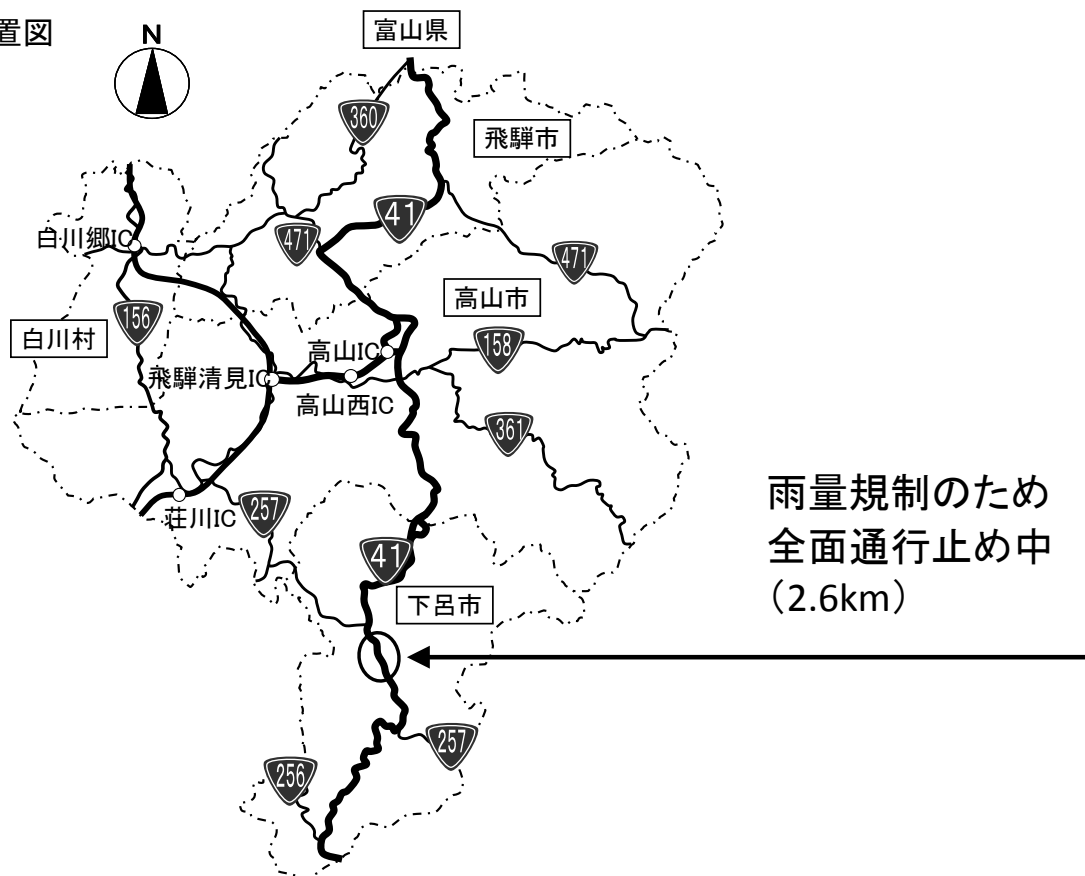 置図
N
富山県
360
飛騨市
41
471
白川郷IC
471
高山市
156
白川村
158
高山IC
飛騨清見IC
高山西IC
361
雨量規制のため
全面通行止め中
（2.6km）
荘川IC
257
41
下呂市
257
256